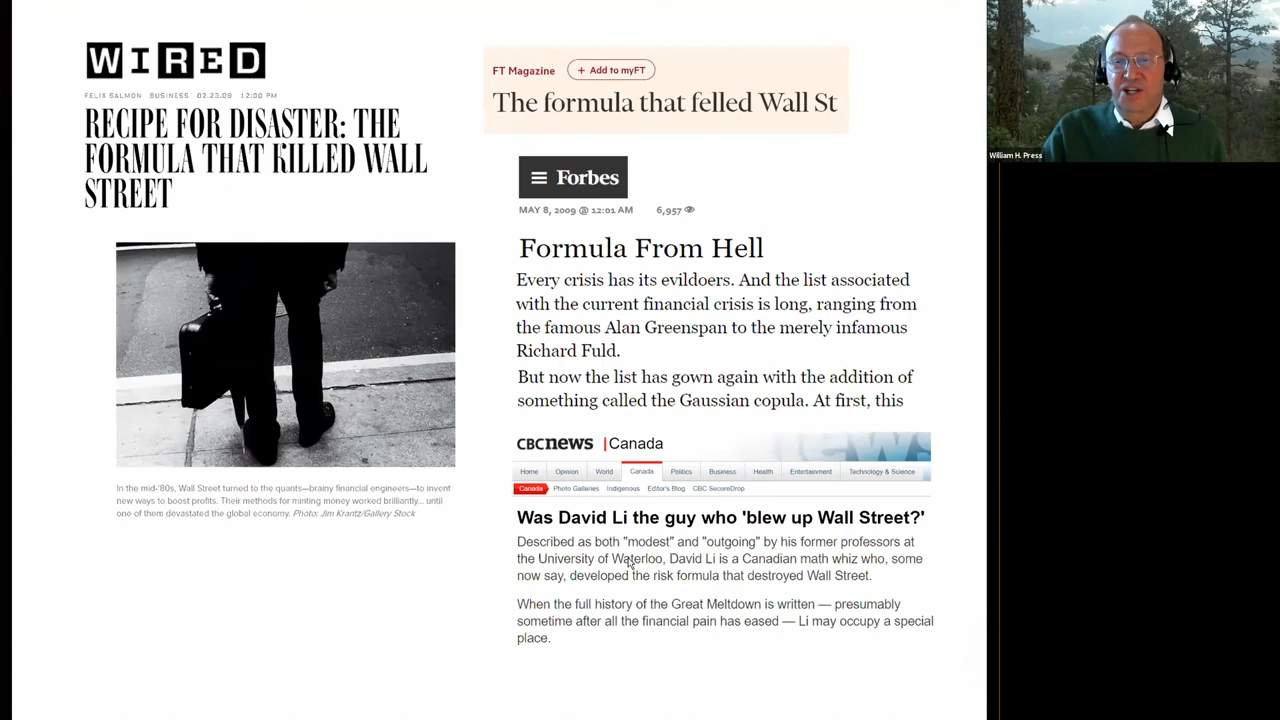 WIRED
FELIX SALMON BUSINESS 02.23.09 12:00 PM
RECIPE FOR DISASTER: THE
FORMULA THAT KILLED WALL
STREET
In the mid-'80s, Wall Street turned to the quants—brainy financial engineers—to invent
new ways to boost profits. Their methods for minting money worked brilliantly... until
one of them devastated the global economy. Photo: Jim Krantz/Gallery Stock
FT Magazine + Add to myFT
The formula that felled Wall St
Forbes
MAY 8, 2009 @ 12:01 AM 6,957
Formula From Hell
Every crisis has its evildoers. And the list associated
with the current financial crisis is long, ranging from
the famous Alan Greenspan to the merely infamous
Richard Fuld.
But now the list has gown again with the addition of
something called the Gaussian copula. At first, this
CBCnews | Canada
Home Opinion World Canada Politics Business Health Entertainment Technology & Science
Canada Photo Galleries Indigenous Editor's Blog CBC SecureDrop
Was David Li the guy who 'blew up Wall Street?'
Described as both "modest" and "outgoing" by his former professors at
the University of Waterloo, David Li is a Canadian math whiz who, some
now say, developed the risk formula that destroyed Wall Street.
When the full history of the Great Meltdown is written — presumably
sometime after all the financial pain has eased — Li may occupy a special
place.
William H. Press